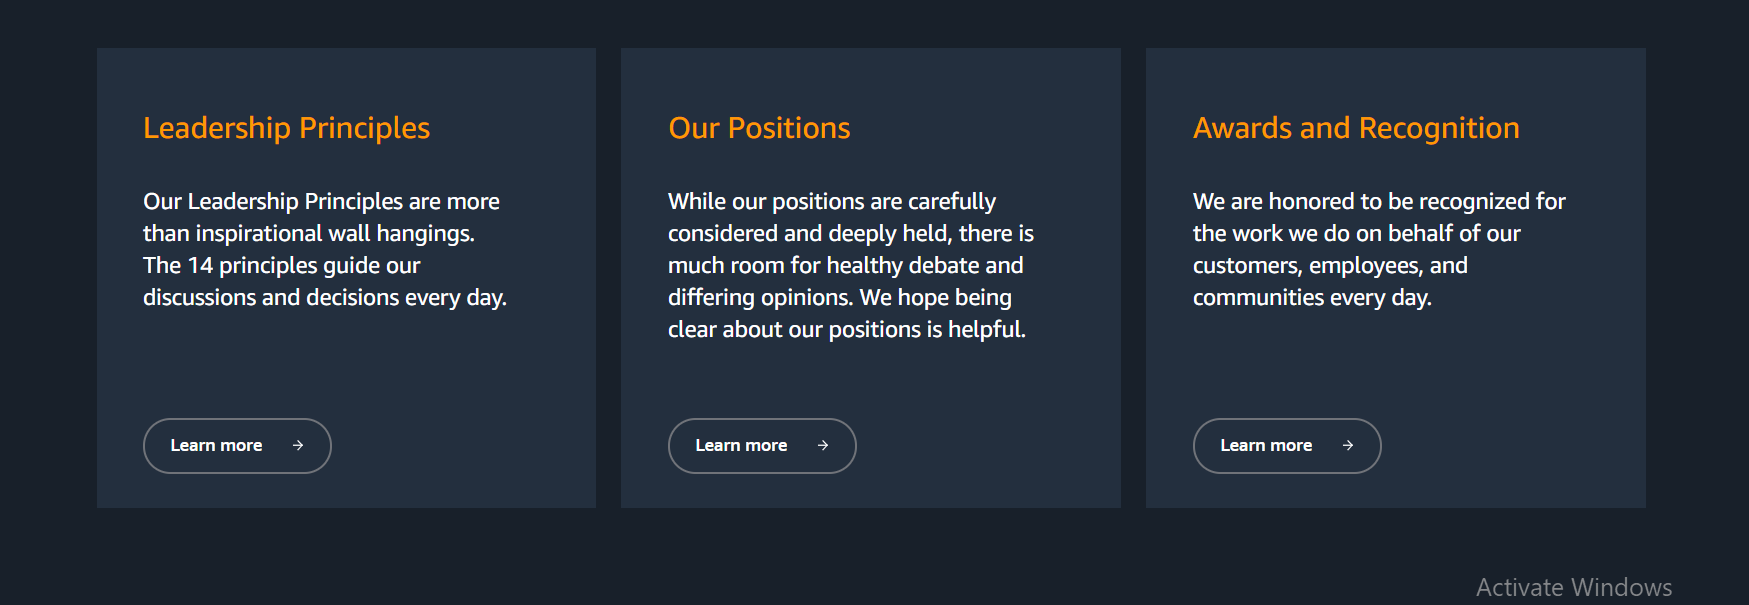 Leadership Principles
Our Leadership Principles are more
than inspirational wall hangings.
The 14 principles guide our
discussions and decisions every day.
Learn more →
Our Positions
While our positions are carefully
considered and deeply held, there is
much room for healthy debate and
differing opinions. We hope being
clear about our positions is helpful.
Learn more →
Awards and Recognition
We are honored to be recognized for
the work we do on behalf of our
customers, employees, and
communities every day.
Learn more →
Activate Windows